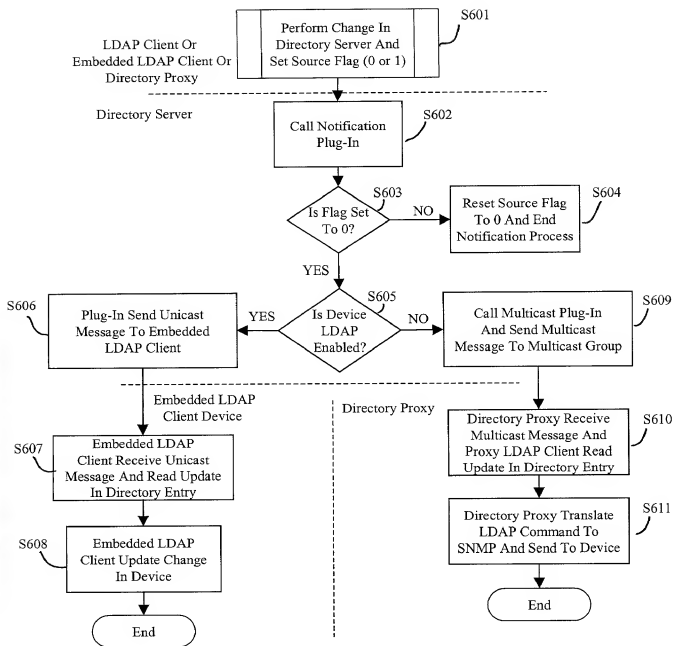 S601
Perform Change In
Directory Server And
Set Source Flag (0 or 1)
LDAP Client Or
Embedded LDAP Client Or
Directory Proxy
Directory Server
S602
Call Notification
Plug-In
S603
Is Flag Set
To 0?
NO
S604
Reset Source Flag
To 0 And End
Notification Process
YES
S605
Is Device
LDAP
Enabled?
YES
NO
S606
Plug-In Send Unicast
Message To Embedded
LDAP Client
S609
Call Multicast Plug-In
And Send Multicast
Message To Multicast Group
Embedded LDAP
Client Device
Directory Proxy
S607
Embedded LDAP
Client Receive Unicast
Message And Read Update
In Directory Entry
S610
Directory Proxy Receive
Multicast Message And
Proxy LDAP Client Read
Update In Directory Entry
S608
Embedded LDAP
Client Update Change
In Device
S611
Directory Proxy Translate
LDAP Command To
SNMP And Send To Device
End
End